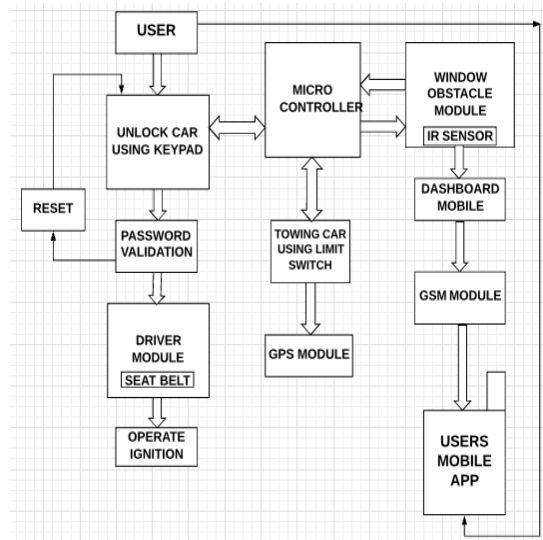 USER
UNLOCK CAR
USING KEYPAD
RESET
PASSWORD
VALIDATION
DRIVER
MODULE
SEAT BELT
OPERATE
IGNITION
MICRO
CONTROLLER
TOWING CAR
USING LIMIT
SWITCH
GPS MODULE
WINDOW
OBSTACLE
MODULE
IR SENSOR
DASHBOARD
MOBILE
GSM MODULE
USERS
MOBILE
APP